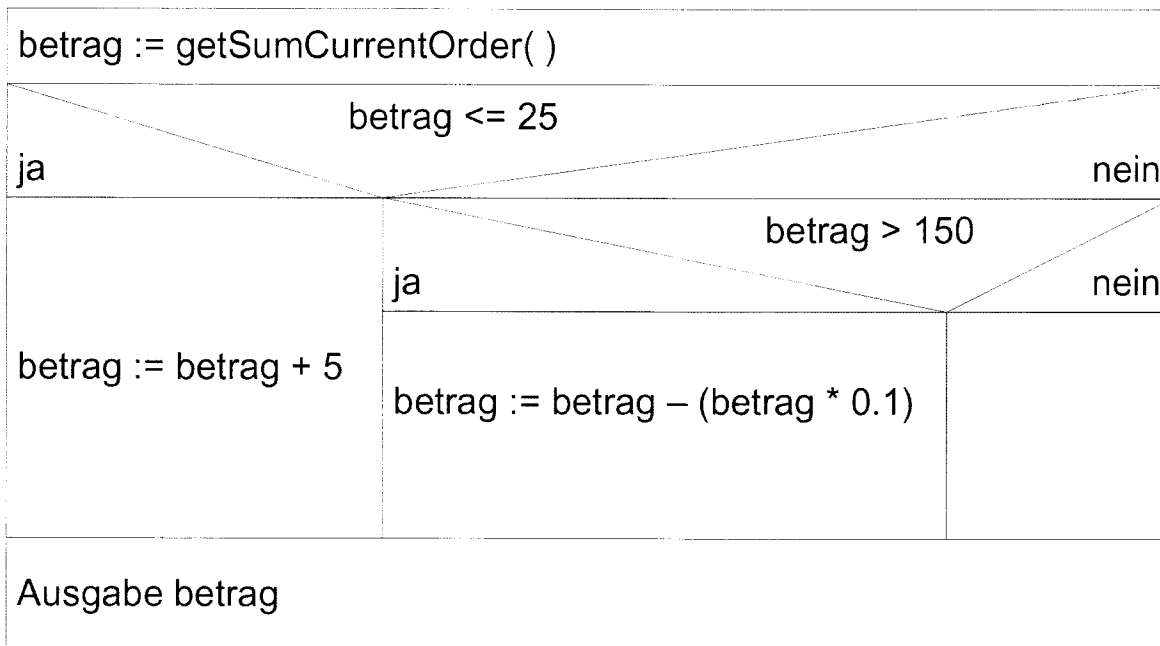 betrag := getSumCurrentOrder( )
betrag <= 25
ja
nein
betrag > 150
ja
nein
betrag := betrag + 5
betrag := betrag – (betrag * 0.1)
Ausgabe betrag